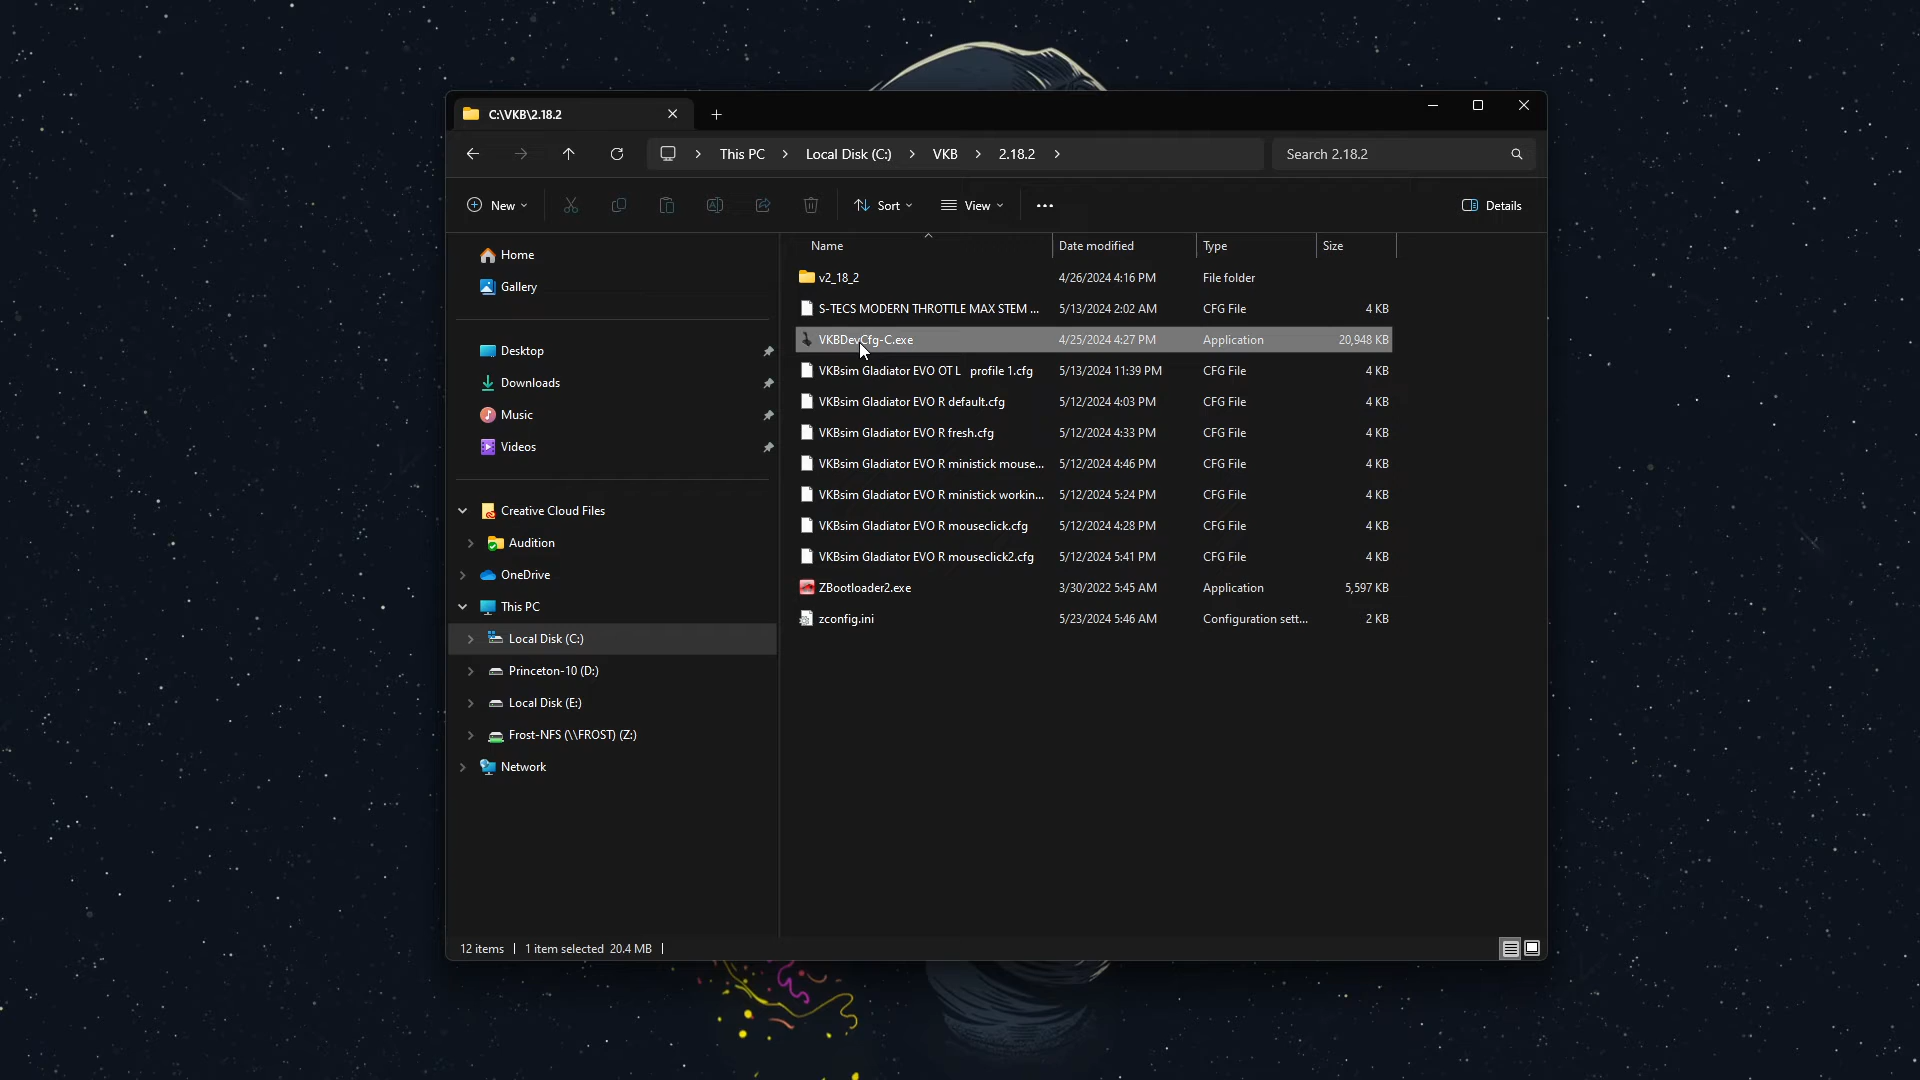 C:\VKB\2.18.2
This PC Local Disk (C:) VKB 2.18.2 Search 2.18.2
New Sort View Details
Name Date modified Type Size
Home
Gallery
Desktop
Downloads
Music
Videos
Creative Cloud Files
Audition
OneDrive
This PC
Local Disk (C:)
Princeton-10 (D:)
Local Disk (E:)
Frost-NFS (\\FROST) (Z:)
Network
v2_18_2 4/26/2024 4:16 PM File folder
S-TECS MODERN THROTTLE MAX STEM ... 5/13/2024 2:02 AM CFG File 4 KB
VKBDevCfg-C.exe 4/25/2024 4:27 PM Application 20,948 KB
VKBsim Gladiator EVO OT L profile 1.cfg 5/13/2024 11:39 PM CFG File 4 KB
VKBsim Gladiator EVO R default.cfg 5/12/2024 4:03 PM CFG File 4 KB
VKBsim Gladiator EVO R fresh.cfg 5/12/2024 4:33 PM CFG File 4 KB
VKBsim Gladiator EVO R ministick mouse... 5/12/2024 4:46 PM CFG File 4 KB
VKBsim Gladiator EVO R ministick workin... 5/12/2024 5:24 PM CFG File 4 KB
VKBsim Gladiator EVO R mouseclick.cfg 5/12/2024 4:28 PM CFG File 4 KB
VKBsim Gladiator EVO R mouseclick2.cfg 5/12/2024 5:41 PM CFG File 4 KB
ZBootloader2.exe 3/30/2022 5:45 AM Application 5,597 KB
zconfig.ini 5/23/2024 5:46 AM Configuration sett... 2 KB
12 items 1 item selected 20.4 MB